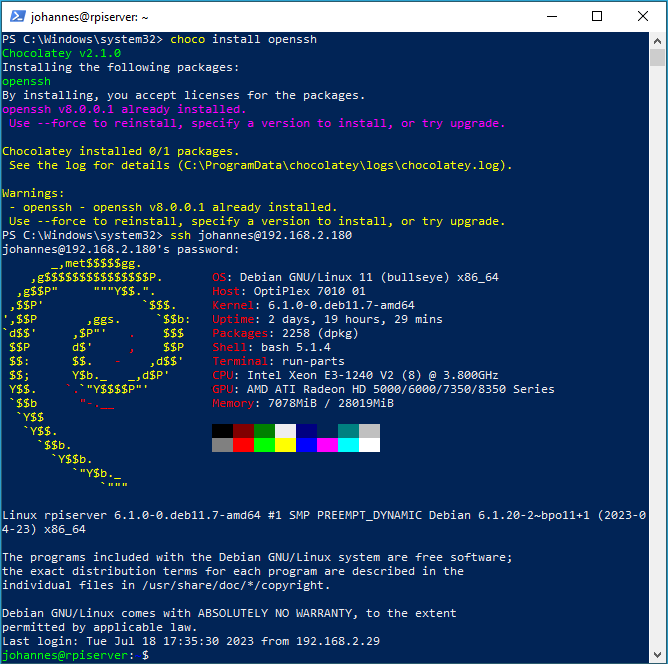 johannes@rpiserver: ~
PS C:\Windows\system32> choco install openssh
Chocolatey v2.1.0
Installing the following packages:
openssh
By installing, you accept licenses for the packages.
openssh v8.0.0.1 already installed.
 Use --force to reinstall, specify a version to install, or try upgrade.

Chocolatey installed 0/1 packages.
 See the log for details (C:\ProgramData\chocolatey\logs\chocolatey.log).

Warnings:
 - openssh - openssh v8.0.0.1 already installed.
 Use --force to reinstall, specify a version to install, or try upgrade.
PS C:\Windows\system32> ssh johannes@192.168.2.180
johannes@192.168.2.180's password:
       _,met$$$$$gg.
    ,g$$$$$$$$$$$$$$$P.       OS: Debian GNU/Linux 11 (bullseye) x86_64
  ,g$$P"     """Y$$.".        Host: OptiPlex 7010 01
 ,$$P'              `$$$.     Kernel: 6.1.0-0.deb11.7-amd64
',$$P       ,ggs.     `$$b:   Uptime: 2 days, 19 hours, 29 mins
`d$$'     ,$P"'   .    $$$    Packages: 2258 (dpkg)
 $$P      d$'     ,    $$P    Shell: bash 5.1.4
 $$:      $$.   -    ,d$$'    Terminal: run-parts
 $$;      Y$b._   _,d$P'      CPU: Intel Xeon E3-1240 V2 (8) @ 3.800GHz
 Y$$.    `.`"Y$$$$P"'         GPU: AMD ATI Radeon HD 5000/6000/7350/8350 Series
 `$$b      "-.__              Memory: 7078MiB / 28019MiB
  `Y$$
   `Y$$.
     `$$b.
       `Y$$b.
          `"Y$b._
              `"""

Linux rpiserver 6.1.0-0.deb11.7-amd64 #1 SMP PREEMPT_DYNAMIC Debian 6.1.20-2~bpo11+1 (2023-0
4-23) x86_64

The programs included with the Debian GNU/Linux system are free software;
the exact distribution terms for each program are described in the
individual files in /usr/share/doc/*/copyright.

Debian GNU/Linux comes with ABSOLUTELY NO WARRANTY, to the extent
permitted by applicable law.
Last login: Tue Jul 18 17:35:30 2023 from 192.168.2.29
johannes@rpiserver: $